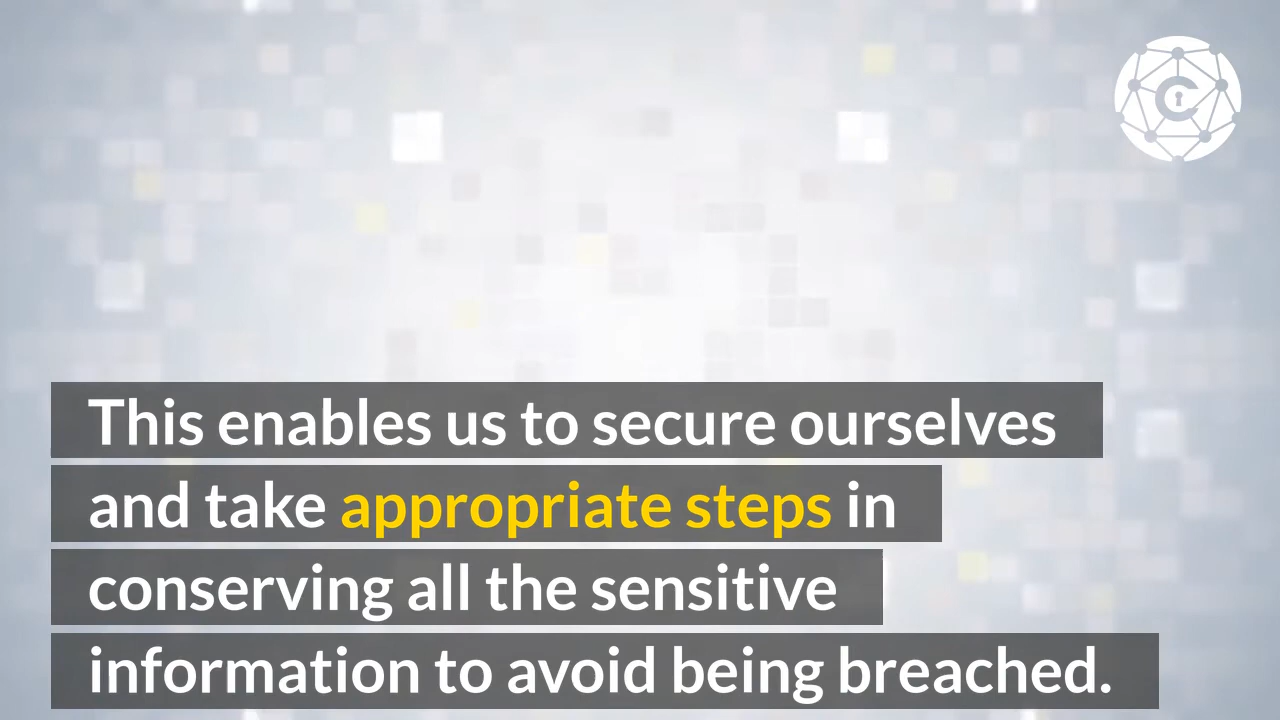 This enables us to secure ourselves
and take appropriate steps in
conserving all the sensitive
information to avoid being breached.